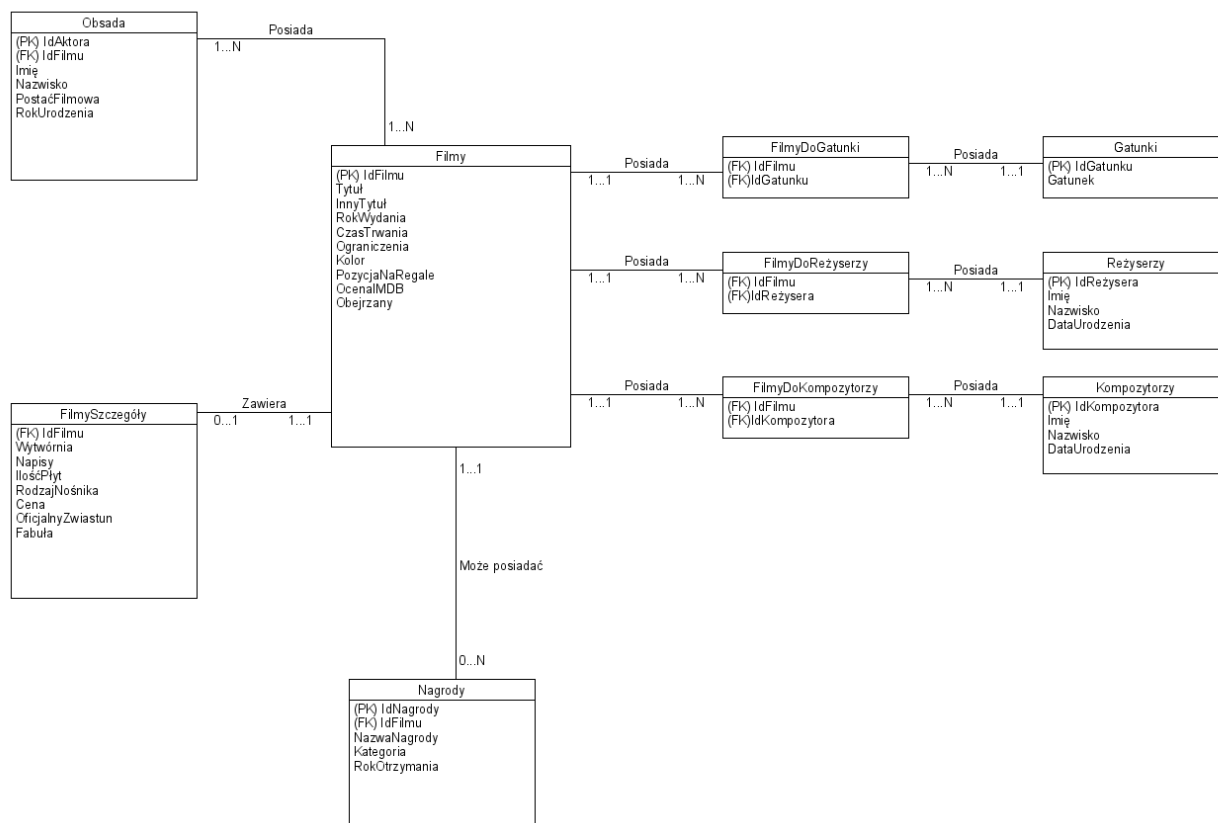 Obsada
(PK) IdAktora
(FK) IdFilmu
Imię
Nazwisko
PostaćFilmowa
RokUrodzenia
Posiada
1...N
1...N
Filmy
(PK) IdFilmu
Tytuł
InnyTytuł
RokWydania
CzasTrwania
Ograniczenia
Kolor
PozycjaNaRegale
OcenaIMDB
Obejrzany
Posiada
1...1
1...N
FilmyDoGatunki
(FK) IdFilmu
(FK)IdGatunku
Posiada
1...N
1...1
Gatunki
(PK) IdGatunku
Gatunek
Posiada
1...1
1...N
FilmyDoReżyserzy
(FK) IdFilmu
(FK)IdReżysera
Posiada
1...N
1...1
Reżyserzy
(PK) IdReżysera
Imię
Nazwisko
DataUrodzenia
Posiada
1...1
1...N
FilmyDoKompozytorzy
(FK) IdFilmu
(FK)IdKompozytora
Posiada
1...N
1...1
Kompozytorzy
(PK) IdKompozytora
Imię
Nazwisko
DataUrodzenia
FilmySzczegóły
(FK) IdFilmu
Wytwórnia
Napisy
IlośćPłyt
RodzajNośnika
Cena
OficjalnyZwiastun
Fabuła
Zawiera
0...1
1...1
1...1
Może posiadać
0...N
Nagrody
(PK) IdNagrody
(FK) IdFilmu
NazwaNagrody
Kategoria
RokOtrzymania